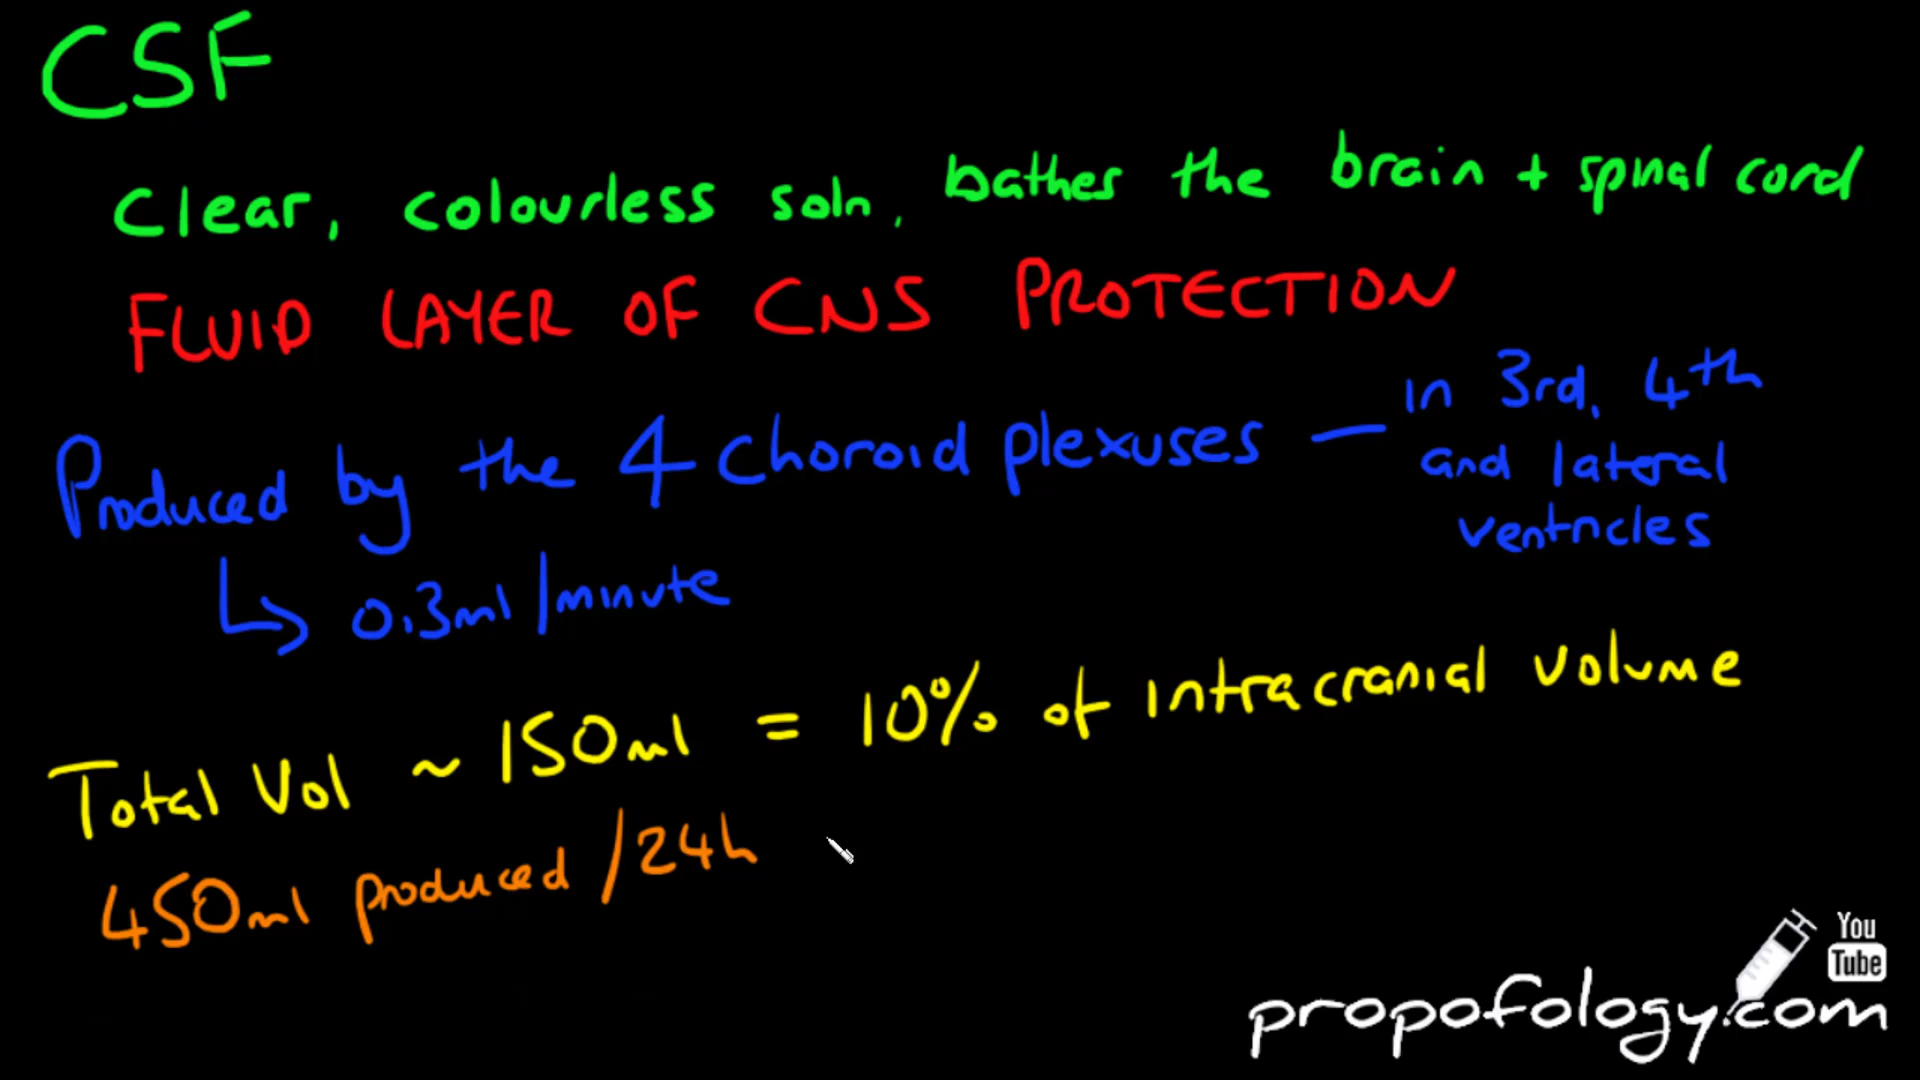 CSF
Clear, colourless soln, bathes the brain + spinal cord
FLUID LAYER OF CNS PROTECTION
Produced by the 4 choroid plexuses — in 3rd, 4th
and lateral
ventricles
↳ 0.3ml/minute
Total Vol ~ 150ml = 10% of intracranial volume
450ml produced /24h
You
Tube
propofology.com